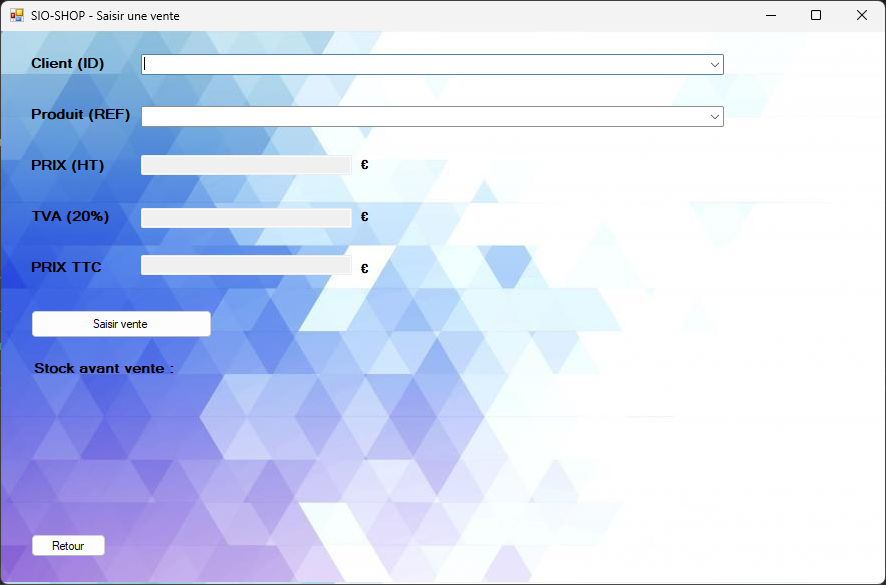 SIO-SHOP - Saisir une vente
Client (ID)
Produit (REF)
PRIX (HT) €
TVA (20%) €
PRIX TTC €
Saisir vente
Stock avant vente :
Retour